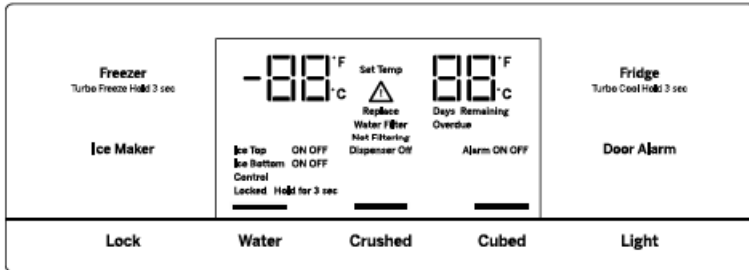 Freezer
Turbo Freeze Hold 3 sec
Ice Maker
-88 °F °C
Set Temp
Replace
Water Filter
Not Filtering
Dispenser Off
88 °F °C
Days Remaining
Overdue
Ice Top ON OFF
Ice Bottom ON OFF
Control
Locked Hold for 3 sec
Alarm ON OFF
Fridge
Turbo Cool Hold 3 sec
Door Alarm
Lock Water Crushed Cubed Light